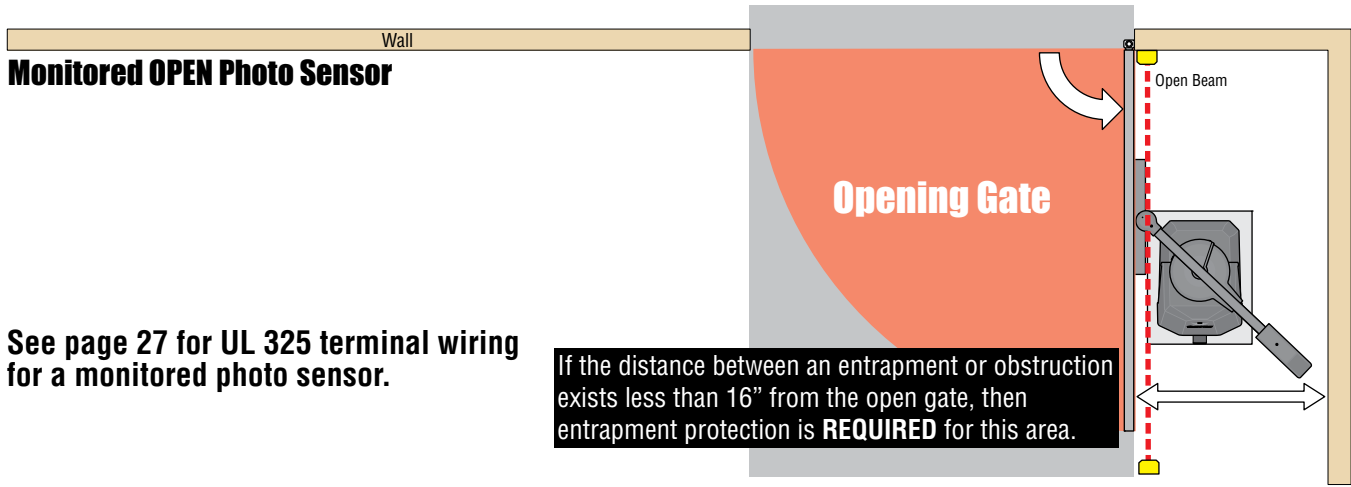 Wall
Monitored OPEN Photo Sensor
Open Beam
Opening Gate
See page 27 for UL 325 terminal wiring
for a monitored photo sensor.
If the distance between an entrapment or obstruction
exists less than 16” from the open gate, then
entrapment protection is REQUIRED for this area.